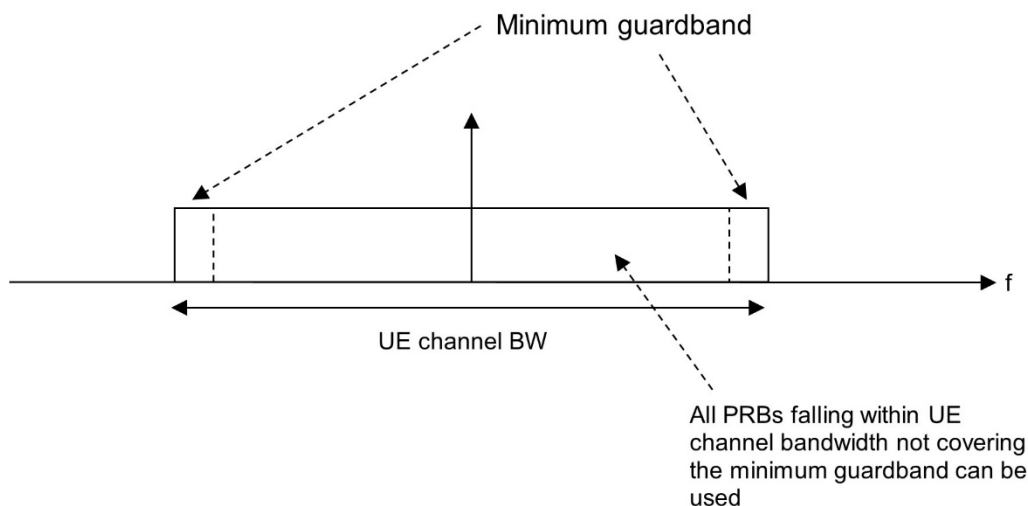 Minimum guardband
f
UE channel BW
All PRBs falling within UE
channel bandwidth not covering
the minimum guardband can be
used